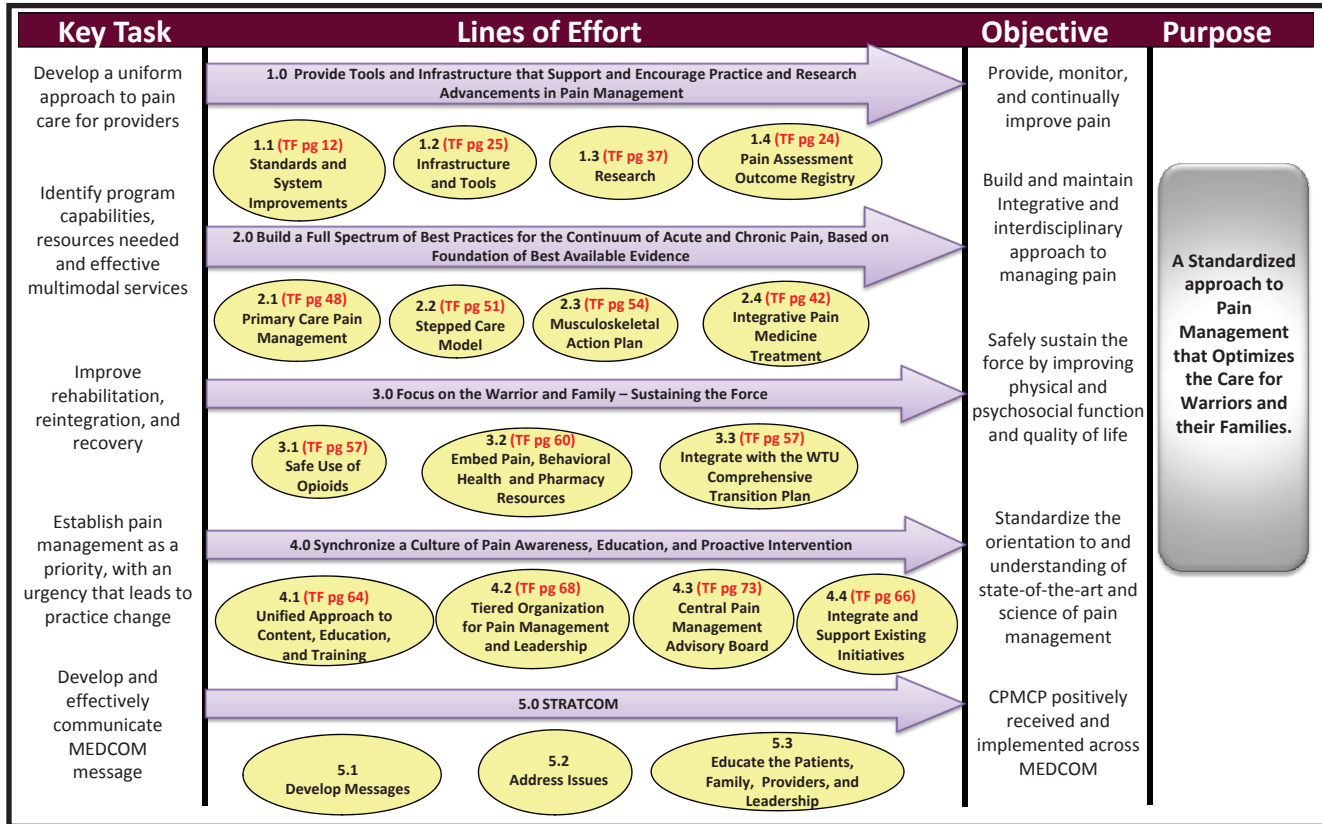 Key Task
Lines of Effort
Objective
Purpose
Develop a uniform
approach to pain
care for providers
Identify program
capabilities,
resources needed
and effective
multimodal services
Improve
rehabilitation,
reintegration, and
recovery
Establish pain
management as a
priority, with an
urgency that leads to
practice change
Develop and
effectively
communicate
MEDCOM
message
1.0 Provide Tools and Infrastructure that Support and Encourage Practice and Research
Advancements in Pain Management
1.1 (TF pg 12)
Standards and
System
Improvements
1.2 (TF pg 25)
Infrastructure
and Tools
1.3 (TF pg 37)
Research
1.4 (TF pg 24)
Pain Assessment
Outcome Registry
2.0 Build a Full Spectrum of Best Practices for the Continuum of Acute and Chronic Pain, Based on
Foundation of Best Available Evidence
2.1 (TF pg 48)
Primary Care Pain
Management
2.2 (TF pg 51)
Stepped Care
Model
2.3 (TF pg 54)
Musculoskeletal
Action Plan
2.4 (TF pg 42)
Integrative Pain
Medicine
Treatment
3.0 Focus on the Warrior and Family – Sustaining the Force
3.1 (TF pg 57)
Safe Use of
Opioids
3.2 (TF pg 60)
Embed Pain, Behavioral
Health and Pharmacy
Resources
3.3 (TF pg 57)
Integrate with the WTU
Comprehensive
Transition Plan
4.0 Synchronize a Culture of Pain Awareness, Education, and Proactive Intervention
4.1 (TF pg 64)
Unified Approach to
Content, Education,
and Training
4.2 (TF pg 68)
Tiered Organization
for Pain Management
and Leadership
4.3 (TF pg 73)
Central Pain
Management
Advisory Board
4.4 (TF pg 66)
Integrate and
Support Existing
Initiatives
5.0 STRATCOM
5.1
Develop Messages
5.2
Address Issues
5.3
Educate the Patients,
Family, Providers, and
Leadership
Provide, monitor,
and continually
improve pain
Build and maintain
Integrative and
interdisciplinary
approach to
managing pain
Safely sustain the
force by improving
physical and
psychosocial function
and quality of life
Standardize the
orientation to and
understanding of
state-of-the-art and
science of pain
management
CPMCP positively
received and
implemented across
MEDCOM
A Standardized
approach to
Pain
Management
that Optimizes
the Care for
Warriors and
their Families.